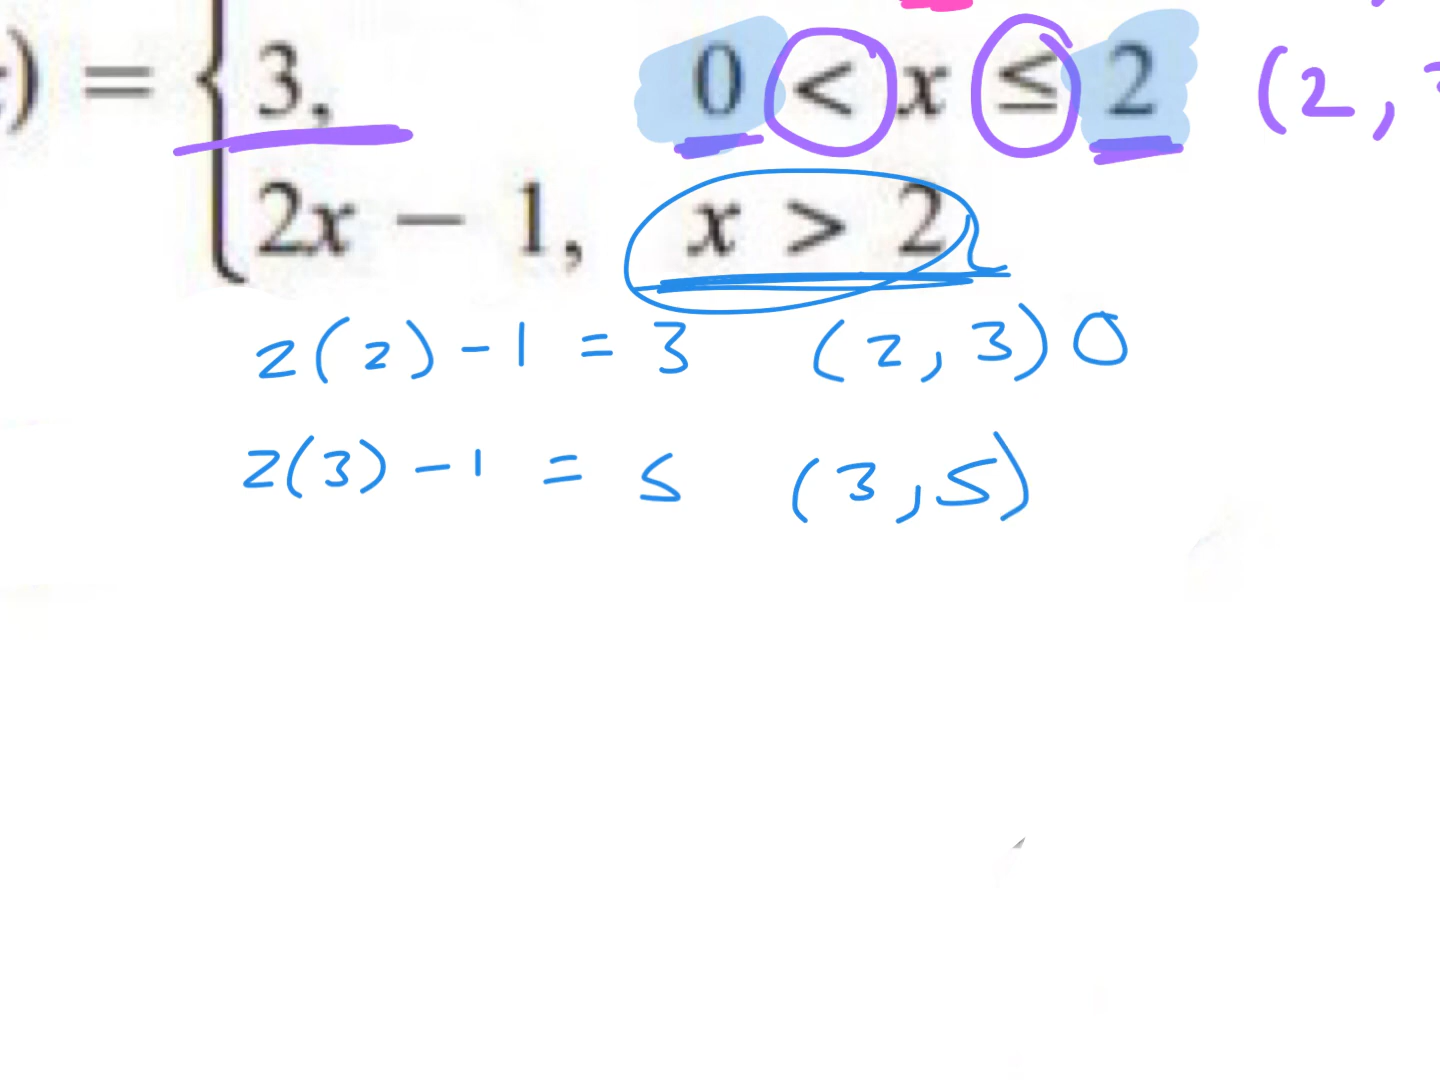 ) = { 3, 0 < x ≤ 2 (2,
2x − 1, x > 2
2(2) - 1 = 3 (2, 3) O
2(3) - 1 = 5 (3, 5)